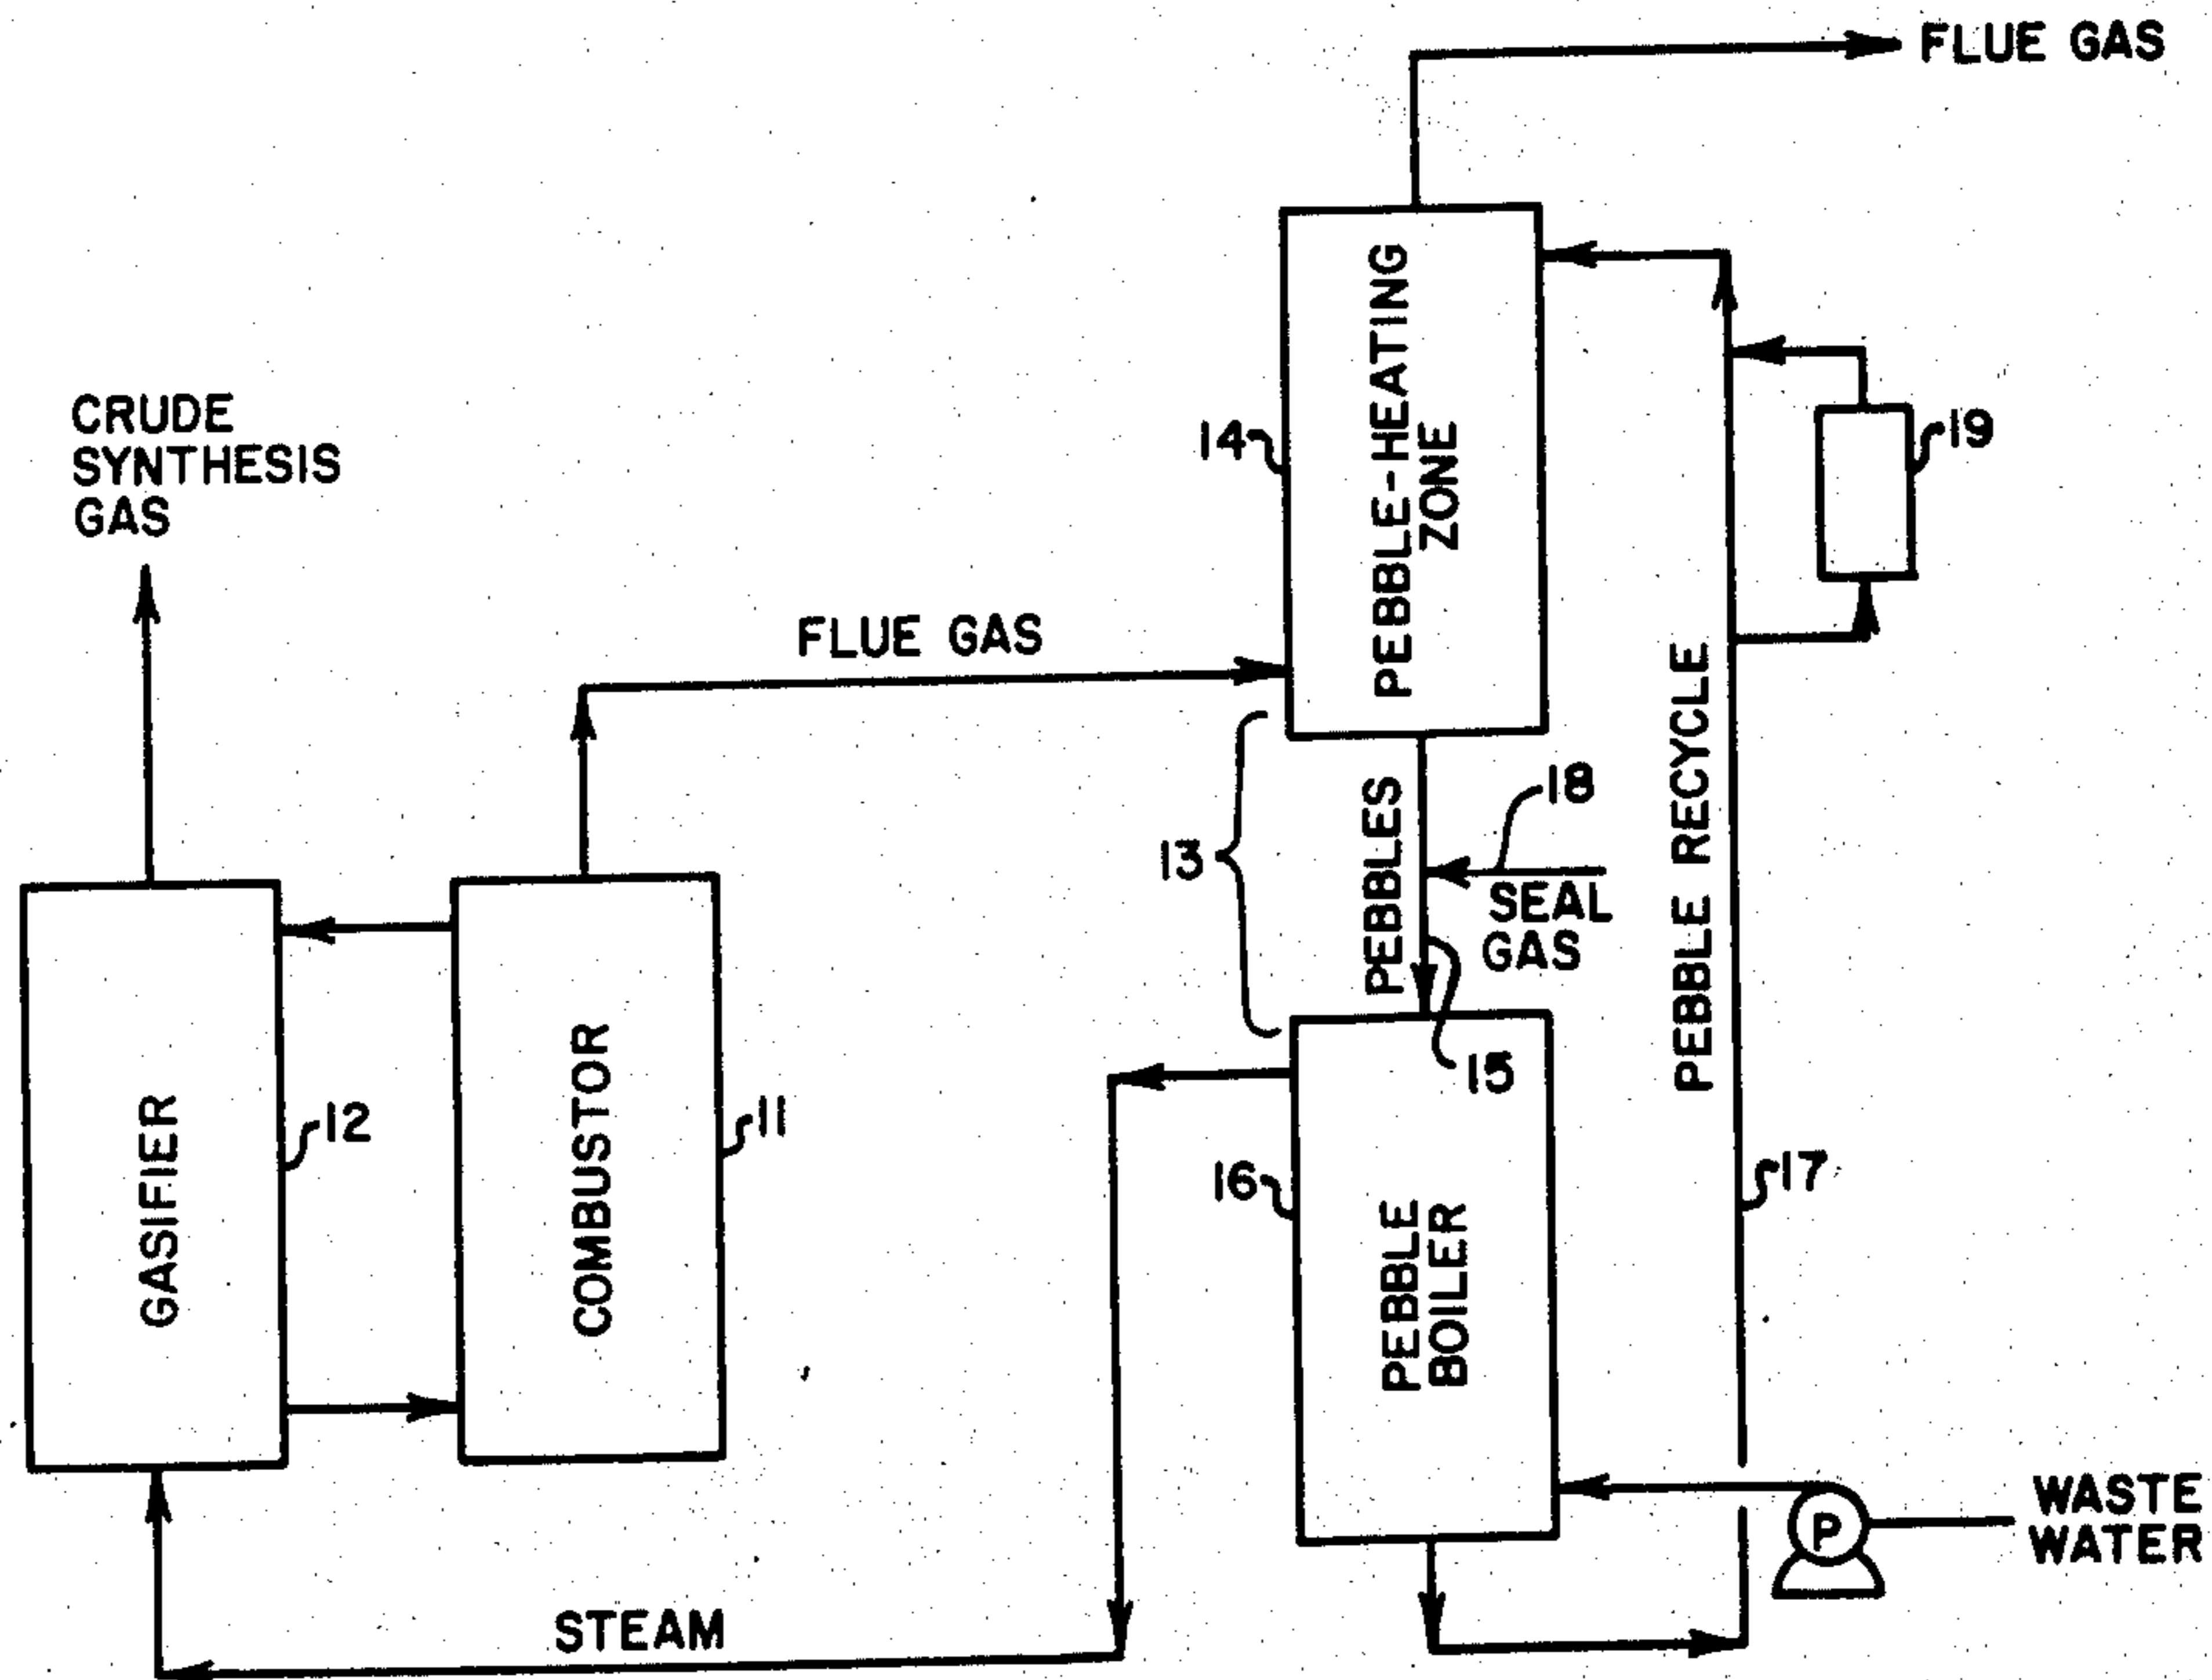 FLUE GAS
CRUDE
SYNTHESIS
GAS
14
PEBBLE-HEATING
ZONE
19
FLUE GAS
PEBBLE RECYCLE
13
PEBBLES
18
SEAL
GAS
15
GASIFIER
12
COMBUSTOR
11
16
PEBBLE
BOILER
17
P
WASTE
WATER
STEAM